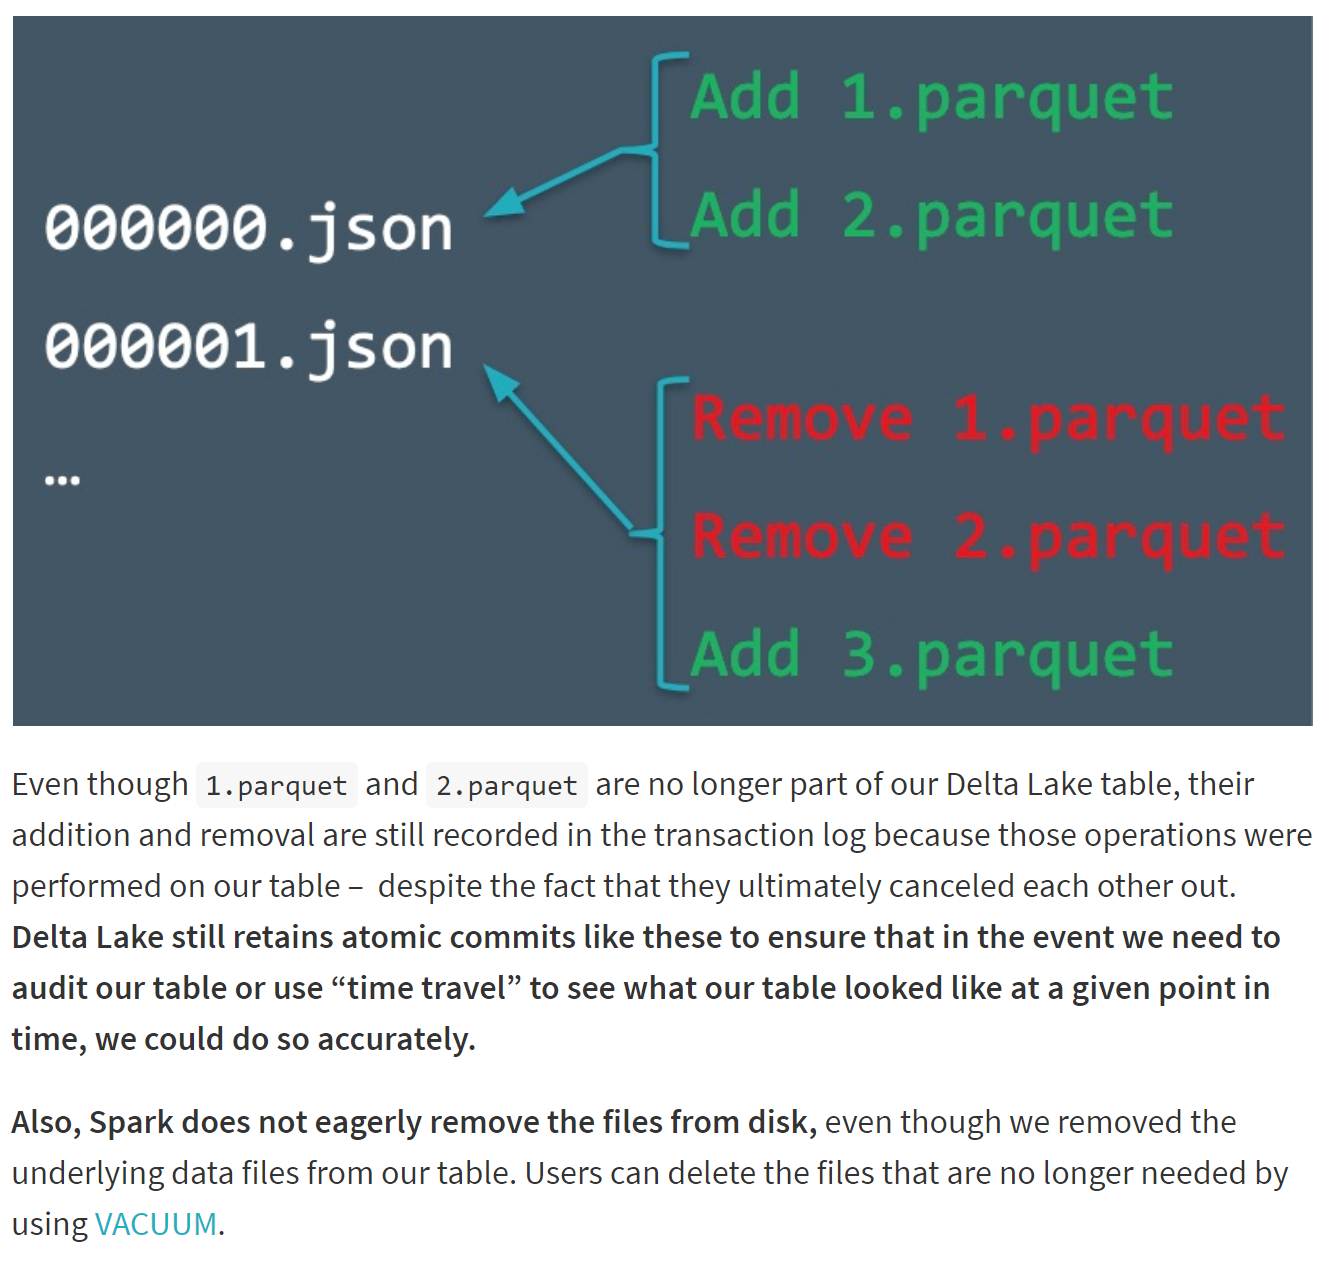 Add 1.parquet
Add 2.parquet
000000.json
000001.json
Remove 1.parquet
...
Remove 2.parquet
Add 3.parquet
Even though 1.parquet and 2.parquet are no longer part of our Delta Lake table, their
addition and removal are still recorded in the transaction log because those operations were
performed on our table – despite the fact that they ultimately canceled each other out.
Delta Lake still retains atomic commits like these to ensure that in the event we need to
audit our table or use “time travel” to see what our table looked like at a given point in
time, we could do so accurately.
Also, Spark does not eagerly remove the files from disk, even though we removed the
underlying data files from our table. Users can delete the files that are no longer needed by
using VACUUM.